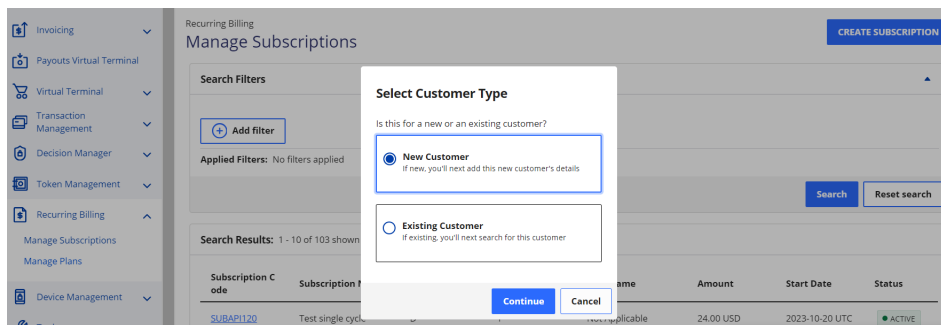 Invoicing
Payouts Virtual Terminal
Virtual Terminal
Transaction
Management
Decision Manager
Token Management
Recurring Billing
Manage Subscriptions
Manage Plans
Device Management
Recurring Billing
Manage Subscriptions
CREATE SUBSCRIPTION
Search Filters
Add filter
Applied Filters: No filters applied
Search
Reset search
Search Results: 1 - 10 of 103 shown
Subscription C
ode
Subscription
Amount
Start Date
Status
SUBAPI120
Test single cycle
Not Applicable
24.00 USD
2023-10-20 UTC
ACTIVE
Select Customer Type
Is this for a new or an existing customer?
New Customer
If new, you'll next add this new customer's details
Existing Customer
If existing, you'll next search for this customer
Continue
Cancel